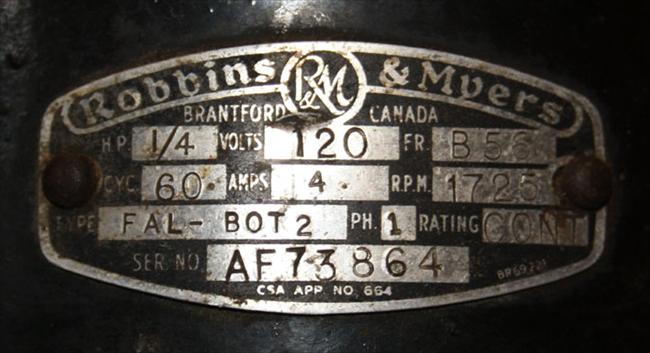 Robbins R&M & Myers
BRANTFORD CANADA
H.P. 1/4 VOLTS 120 FR. B56
CYC. 60 AMPS 4 R.P.M. 1725
TYPE FAL-BOT2 PH. 1 RATING CONT
SER. NO. AF73864
CSA APP. NO. 664